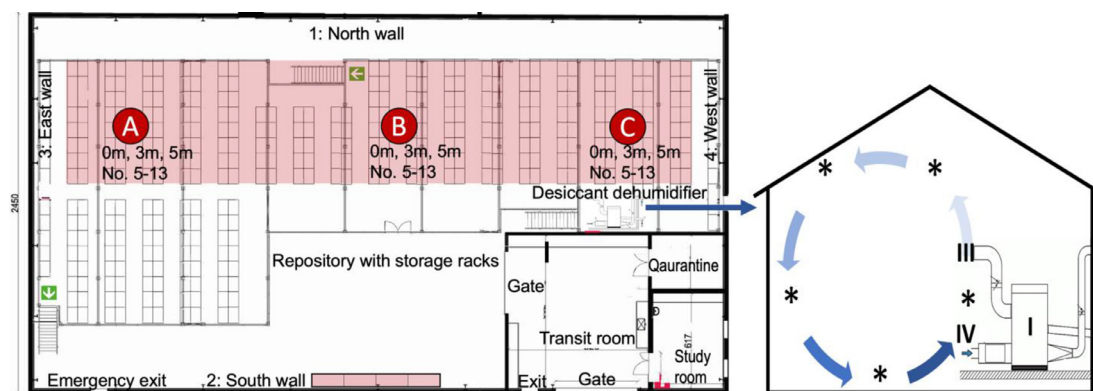 1: North wall
3: East wall
4: West wall
A
0m, 3m, 5m
No. 5-13
B
0m, 3m, 5m
No. 5-13
C
0m, 3m, 5m
No. 5-13
Desiccant dehumidifier
2450
Repository with storage racks
Qaurantine
Gate
Transit room
617
Study
room
Emergency exit
2: South wall
Exit
Gate
*
*
*
*
*
*
III
IV
I